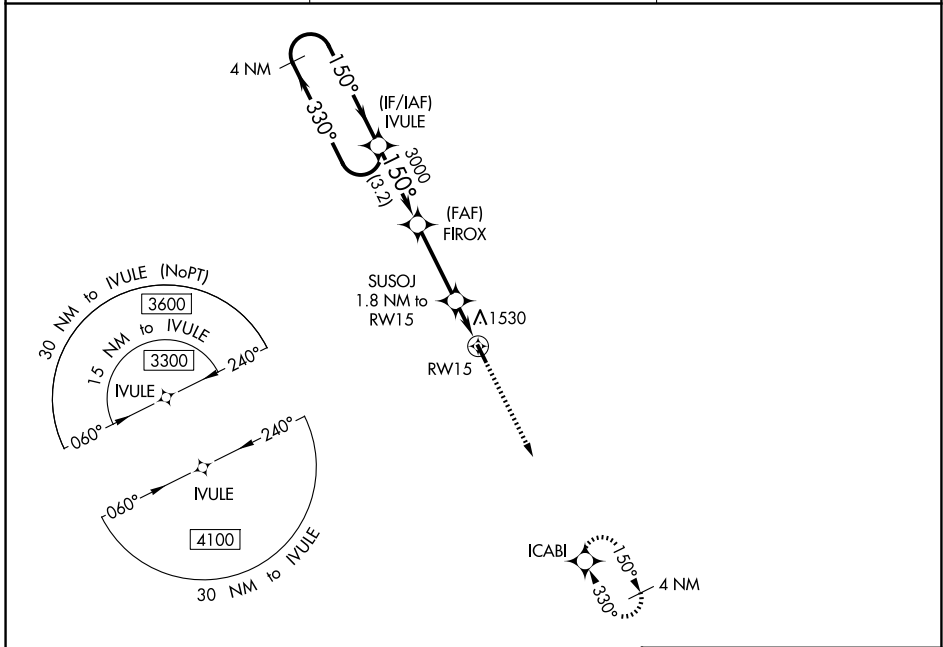 4 NM
150°
330°
(IF/IAF)
IVULE
3000
150°
(3.2)
(FAF)
FIROX
SUSOJ
1.8 NM to
RW15
1530
RW15
30 NM to IVULE (NoPT)
3600
15 NM to IVULE
3300
IVULE
240°
060°
240°
060°
IVULE
4100
30 NM to IVULE
ICABI
150°
330°
4 NM